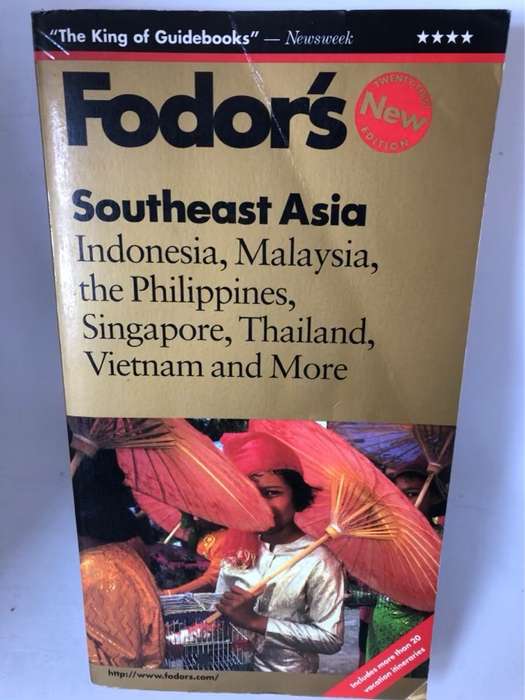 "The King of Guidebooks" — Newsweek
★★★★
Fodor's
New
EDITION
Southeast Asia
Indonesia, Malaysia,
the Philippines,
Singapore, Thailand,
Vietnam and More
http://www.fodors.com/
includes more than 20
vacation itineraries